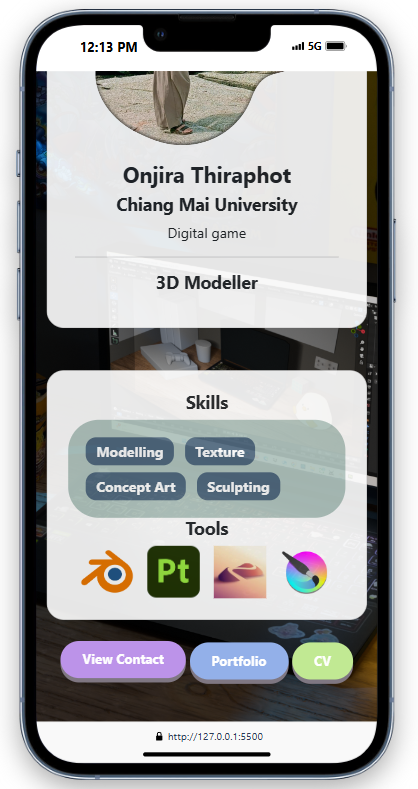 12:13 PM 5G
Onjira Thiraphot
Chiang Mai University
Digital game
3D Modeller
Skills
Modelling Texture
Concept Art Sculpting
Tools
Pt
View Contact Portfolio CV
http://127.0.0.1:5500